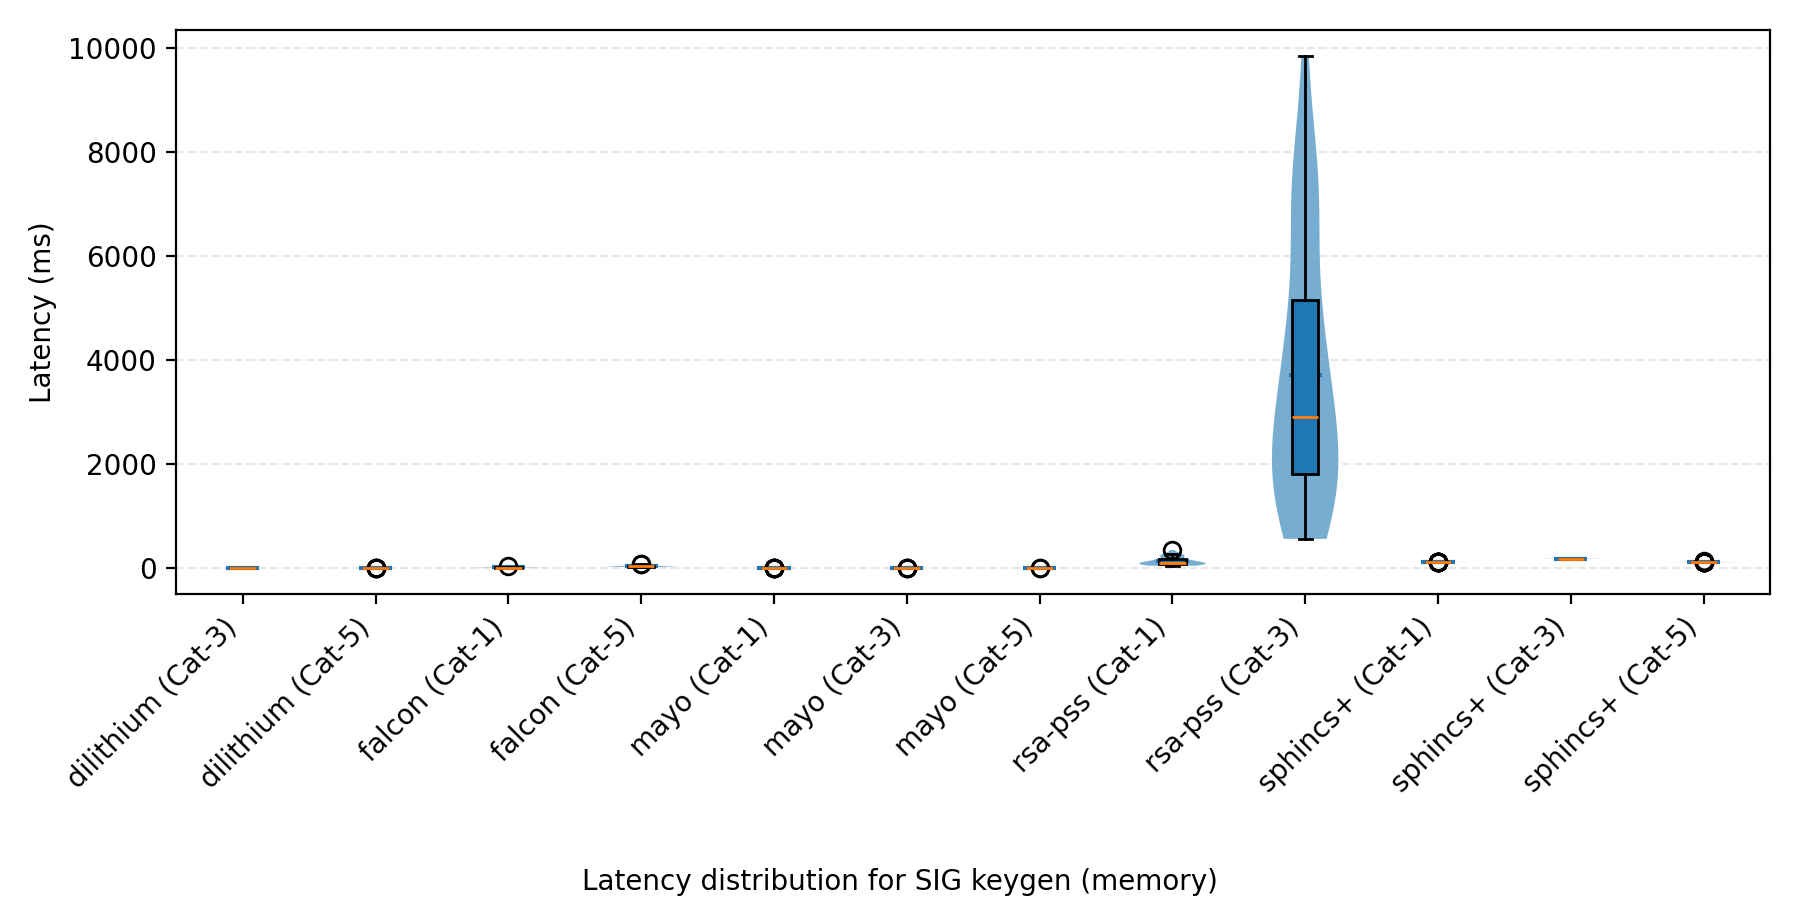 10000
8000
6000
4000
2000
0
Latency (ms)
dilithium (Cat-3)
dilithium (Cat-5)
falcon (Cat-1)
falcon (Cat-5)
mayo (Cat-1)
mayo (Cat-3)
mayo (Cat-5)
rsa-pss (Cat-1)
rsa-pss (Cat-3)
sphincs+ (Cat-1)
sphincs+ (Cat-3)
sphincs+ (Cat-5)
Latency distribution for SIG keygen (memory)